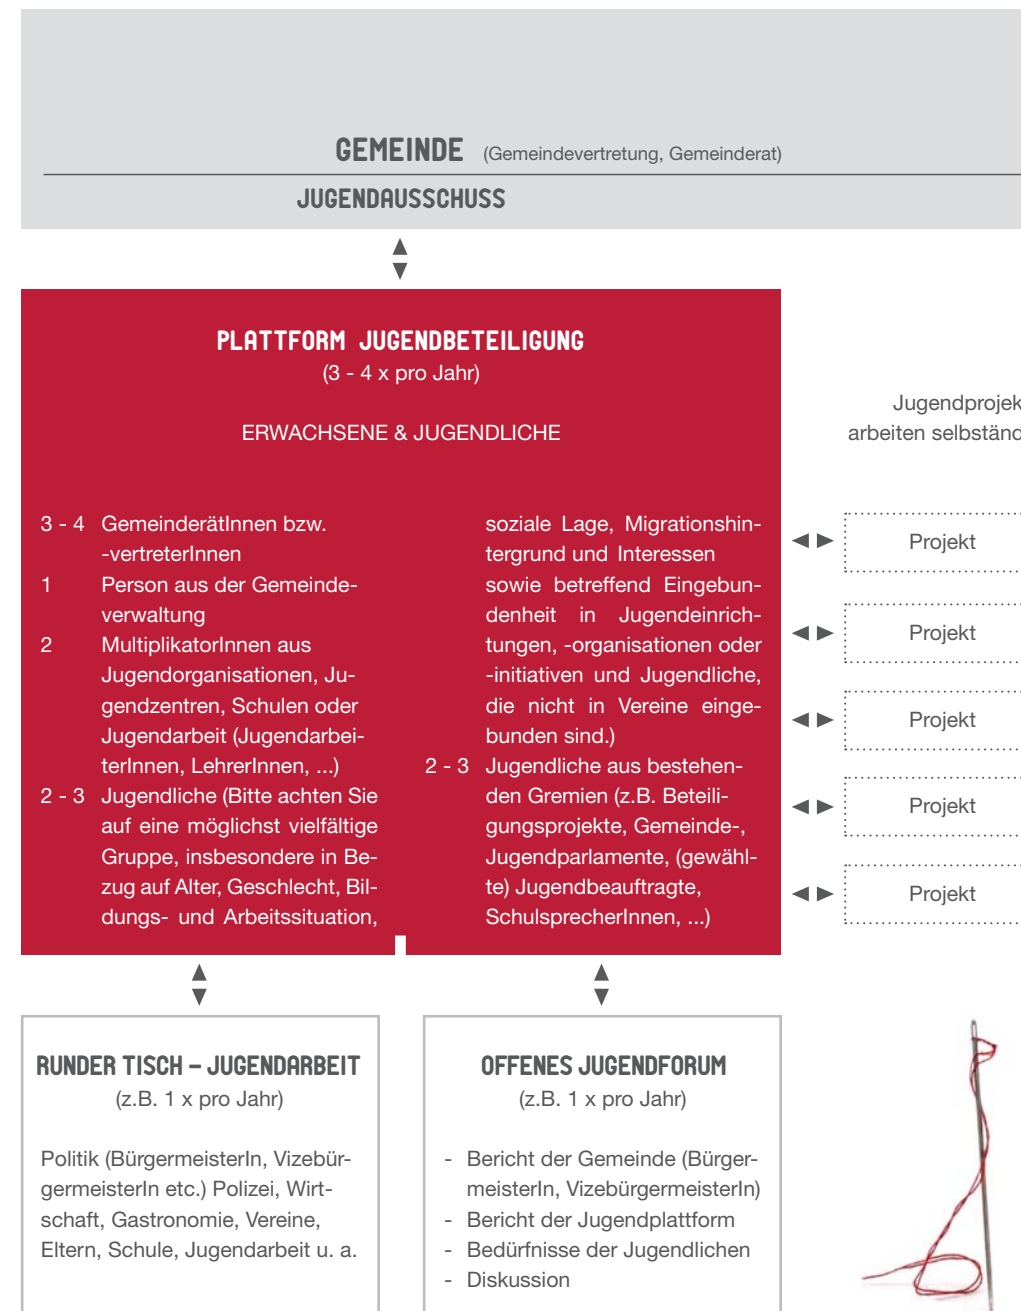 GEMEINDE (Gemeindevertretung, Gemeinderat)
JUGENDAUSSCHUSS
PLATTFORM JUGENDBETEILIGUNG
(3 - 4 x pro Jahr)
ERWACHSENE & JUGENDLICHE
3 - 4 GemeinderätInnen bzw.
-vertreterInnen
1 Person aus der Gemeinde-
verwaltung
2 MultiplikatorInnen aus
Jugendorganisationen, Ju-
gendzentren, Schulen oder
Jugendarbeit (Jugendarbei-
terInnen, LehrerInnen, ...)
2 - 3 Jugendliche (Bitte achten Sie
auf eine möglichst vielfältige
Gruppe, insbesondere in Be-
zug auf Alter, Geschlecht, Bil-
dungs- und Arbeitssituation,
soziale Lage, Migrationshin-
tergrund und Interessen
sowie betreffend Eingebun-
denheit in Jugendeinrich-
tungen, -organisationen oder
-initiativen und Jugendliche,
die nicht in Vereine einge-
bunden sind.)
2 - 3 Jugendliche aus bestehen-
den Gremien (z.B. Beteili-
gungsprojekte, Gemeinde-,
Jugendparlamente, (gewähl-
te) Jugendbeauftragte,
SchulsprecherInnen, ...)
Jugendprojek
arbeiten selbständ
Projekt
Projekt
Projekt
Projekt
Projekt
RUNDER TISCH – JUGENDARBEIT
(z.B. 1 x pro Jahr)
Politik (BürgermeisterIn, Vizebür-
germeisterIn etc.) Polizei, Wirt-
schaft, Gastronomie, Vereine,
Eltern, Schule, Jugendarbeit u. a.
OFFENES JUGENDFORUM
(z.B. 1 x pro Jahr)
- Bericht der Gemeinde (Bürger-
meisterIn, VizebürgermeisterIn)
- Bericht der Jugendplattform
- Bedürfnisse der Jugendlichen
- Diskussion